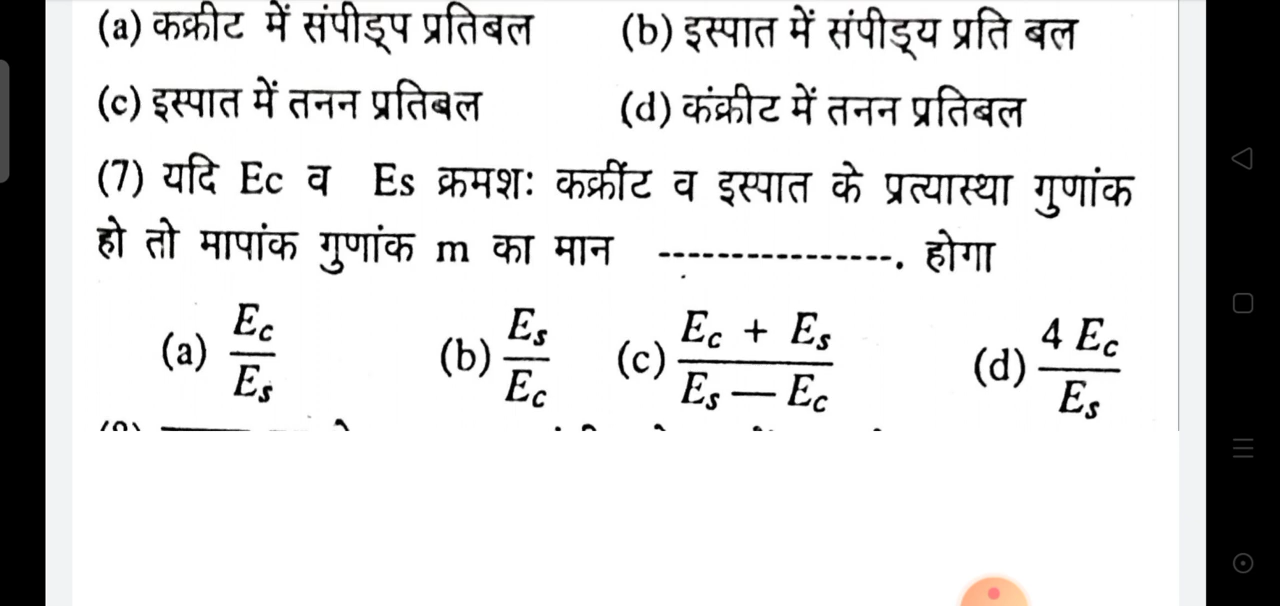 (a) कक्रीट में संपीड्प प्रतिबल (b) इस्पात में संपीड्य प्रति बल
(c) इस्पात में तनन प्रतिबल (d) कंक्रीट में तनन प्रतिबल
(7) यदि Ec व Es क्रमशः कक्रींट व इस्पात के प्रत्यास्था गुणांक
हो तो मापांक गुणांक m का मान ----------------. होगा
(a) Ec/Es (b) Es/Ec (c) Ec + Es/Es — Ec (d) 4 Ec/Es